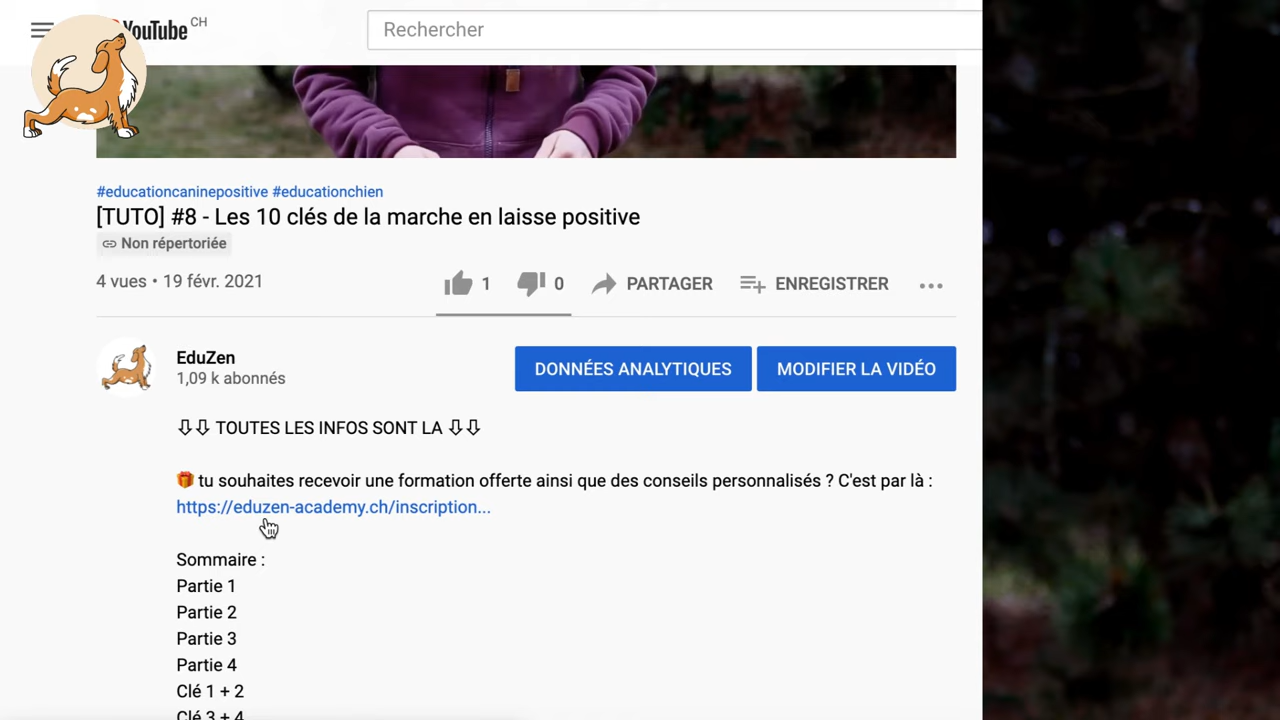 YouTube CH
Rechercher
#educationcaninepositive #educationchien
[TUTO] #8 - Les 10 clés de la marche en laisse positive
Non répertoriée
4 vues • 19 févr. 2021
1 0 PARTAGER ENREGISTRER
EduZen
1,09 k abonnés
DONNÉES ANALYTIQUES MODIFIER LA VIDÉO
⇩⇩ TOUTES LES INFOS SONT LA ⇩⇩
🎁 tu souhaites recevoir une formation offerte ainsi que des conseils personnalisés ? C'est par là :
https://eduzen-academy.ch/inscription...
Sommaire :
Partie 1
Partie 2
Partie 3
Partie 4
Clé 1 + 2
Clé 3 + 4